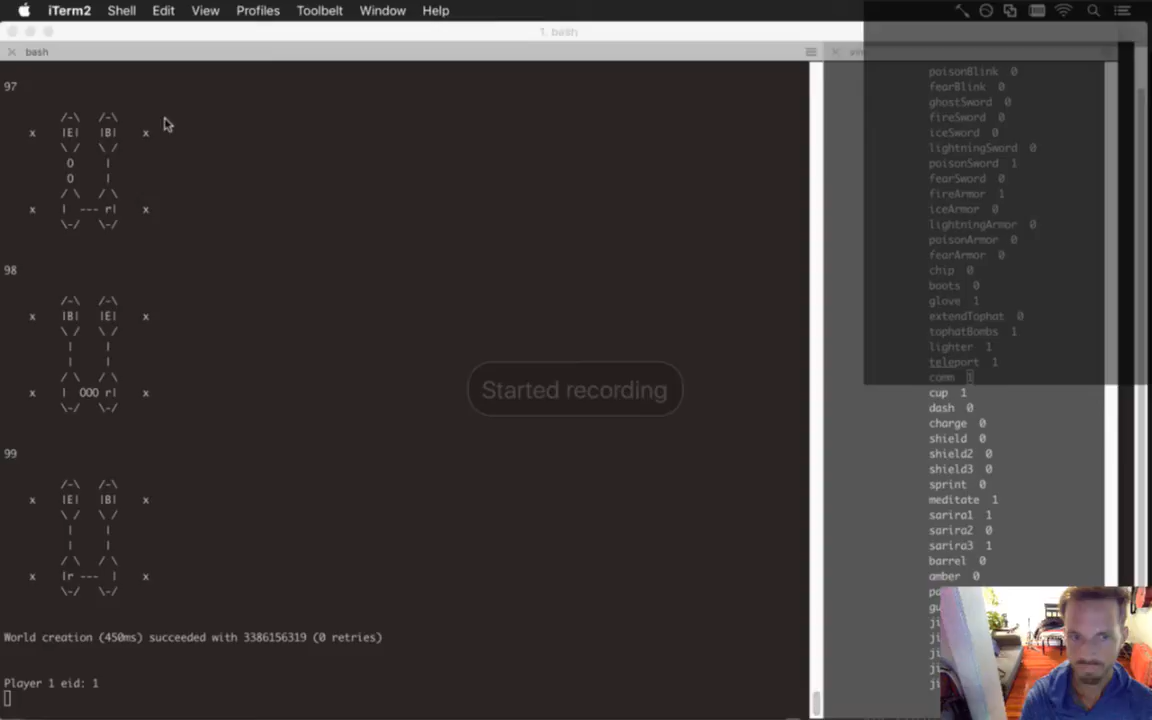 iTerm2 Shell Edit View Profiles Toolbelt Window Help
1. bash
bash
97
/-\ /-\
x |E| |B| x
\ / \ /
O |
O |
/ \ / \
x | --- r| x
\-/ \-/
98
/-\ /-\
x |B| |E| x
\ / \ /
| |
| |
/ \ / \
x | OOO r| x
\-/ \-/
99
/-\ /-\
x |E| |B| x
\ / \ /
| |
| |
/ \ / \
x |r --- | x
\-/ \-/
World creation (450ms) succeeded with 3386156319 (0 retries)
Player 1 eid: 1
Started recording
poisonBlink 0
fearBlink 0
ghostSword 0
fireSword 0
iceSword 0
lightningSword 0
poisonSword 1
fearSword 0
fireArmor 1
iceArmor 0
lightningArmor 0
poisonArmor 0
fearArmor 0
chip 0
boots 0
glove 1
extendTophat 0
tophatBombs 1
lighter 1
teleport 1
comm 1
cup 1
dash 0
charge 0
shield 0
shield2 0
shield3 0
sprint 0
meditate 1
sarira1 1
sarira2 0
sarira3 1
barrel 0
amber 0